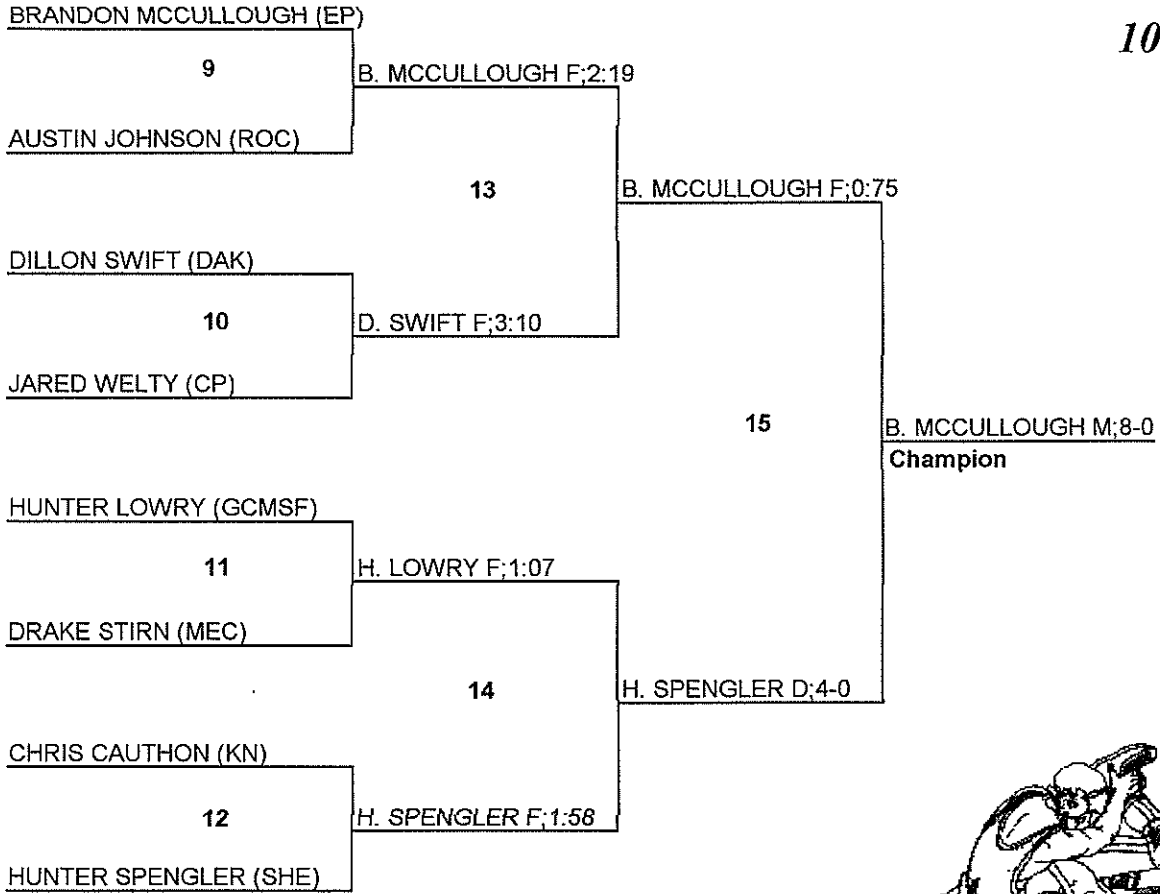 BRANDON MCCULLOUGH (EP)
10
9
B. MCCULLOUGH F;2:19
AUSTIN JOHNSON (ROC)
13
B. MCCULLOUGH F;0:75
DILLON SWIFT (DAK)
10
D. SWIFT F;3:10
JARED WELTY (CP)
15
B. MCCULLOUGH M;8-0
Champion
HUNTER LOWRY (GCMSF)
11
H. LOWRY F;1:07
DRAKE STIRN (MEC)
14
H. SPENGLER D;4-0
CHRIS CAUTHON (KN)
12
H. SPENGLER F;1:58
HUNTER SPENGLER (SHE)